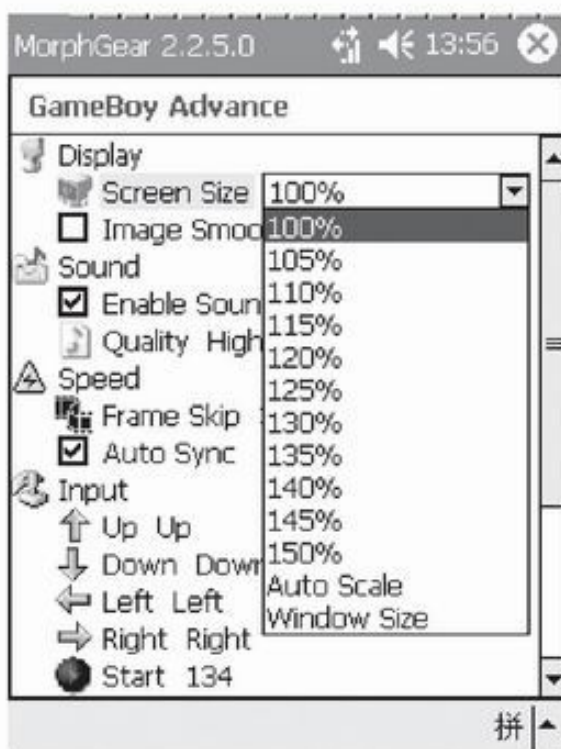 MorphGear 2.2.5.0 13:56
GameBoy Advance
Display
Screen Size 100%
Image Smoo
100%
105%
110%
115%
120%
125%
130%
135%
140%
145%
150%
Auto Scale
Window Size
Sound
Enable Soun
Quality High
Speed
Frame Skip
Auto Sync
Input
Up Up
Down Down
Left Left
Right Right
Start 134
拼